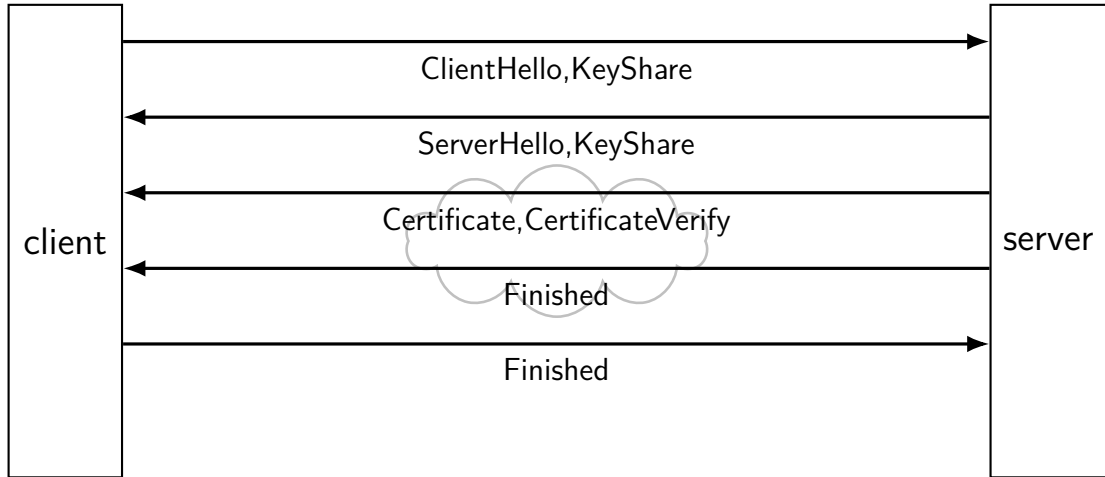 ClientHello,KeyShare
ServerHello,KeyShare
Certificate,CertificateVerify
client
server
Finished
Finished